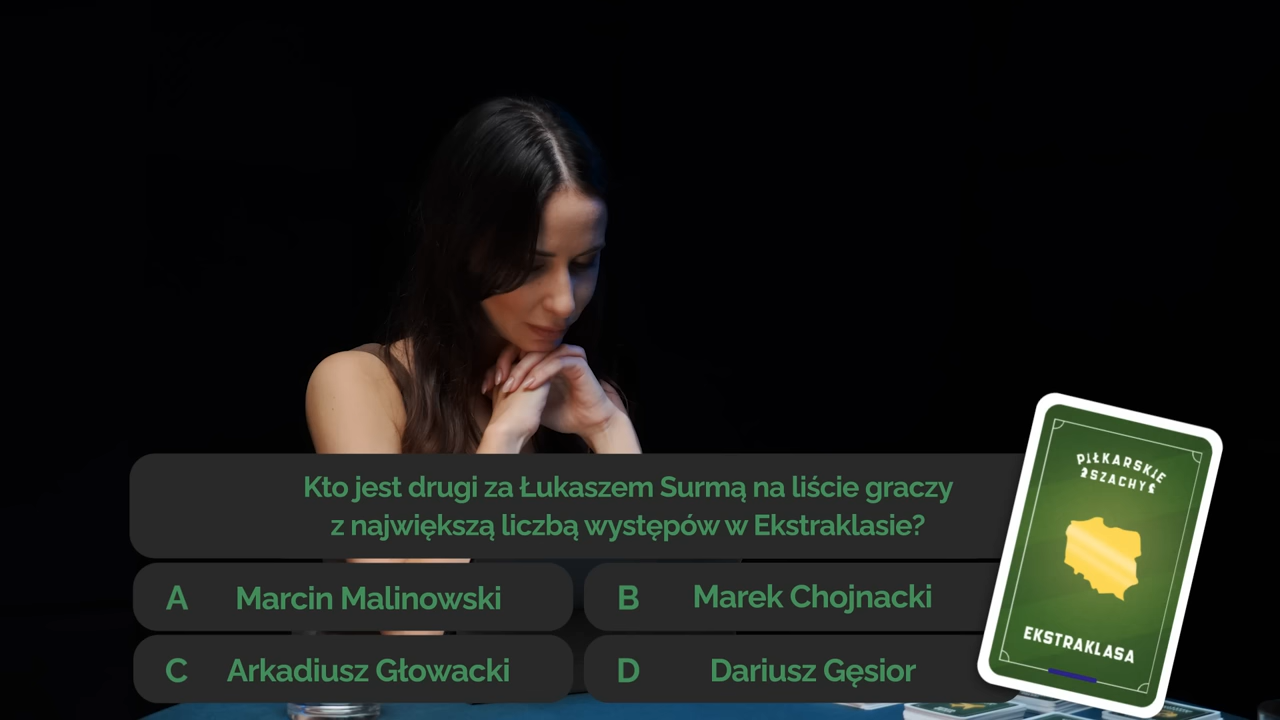 Kto jest drugi za Łukaszem Surmą na liście graczy
z największą liczbą występów w Ekstraklasie?
A Marcin Malinowski
B Marek Chojnacki
C Arkadiusz Głowacki
D Dariusz Gęsior
PIŁKARSKIE
SZACHY
EKSTRAKLASA